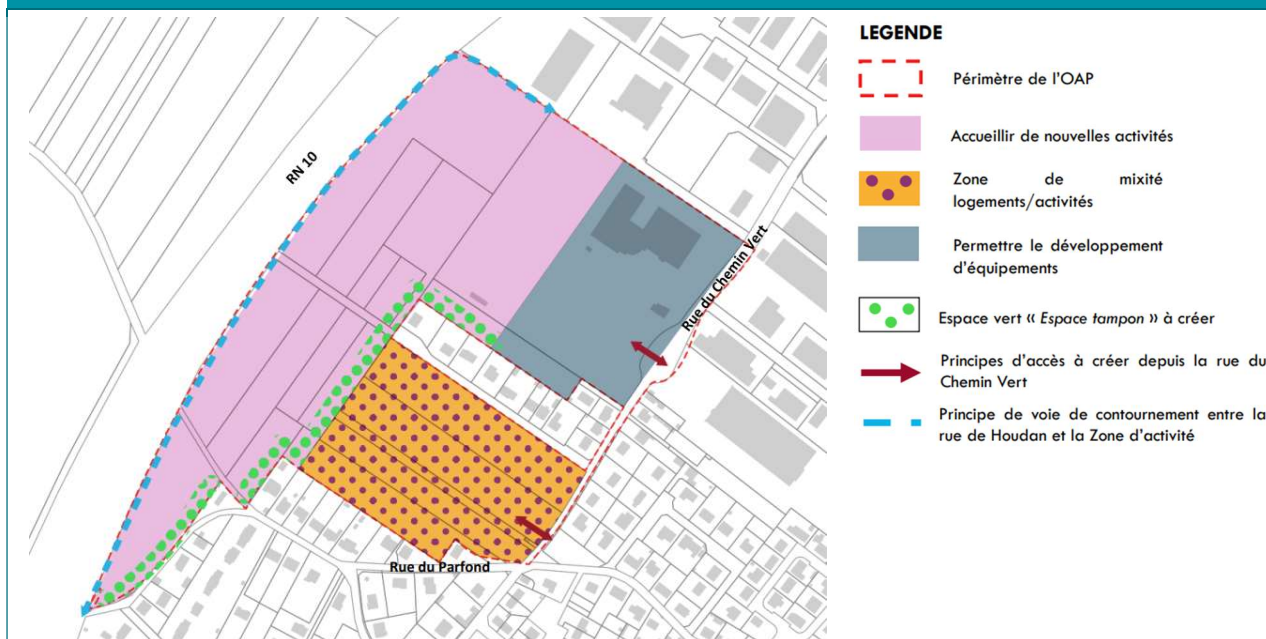 LEGENDE
Périmètre de l'OAP
Accueillir de nouvelles activités
Zone de mixité
logements/activités
Permettre le développement
d'équipements
Espace vert « Espace tampon » à créer
Principes d'accès à créer depuis la rue du
Chemin Vert
Principe de voie de contournement entre la
rue de Houdan et la Zone d'activité
RN 10
Rue du Chemin Vert
Rue du Parfond